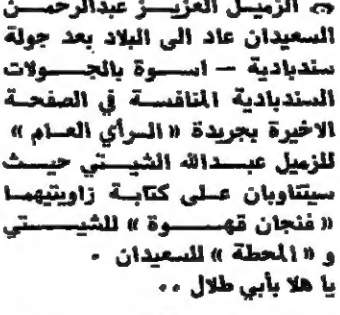 الزميل العزيز عبدالرحمن
السعيدان عاد الى البلاد بعد جولة
سندبادية – اسوة بالجولات
السندبادية المنافسة في الصفحة
الاخيرة بجريدة « الرأي العام »
للزميل عبدالله الشيتي حيث
سيتناوبان على كتابة زاويتيهما
« فنجان قهوة » للشيتي
و « المحطة » للسعيدان .
يا هلا بأبي طلال ..